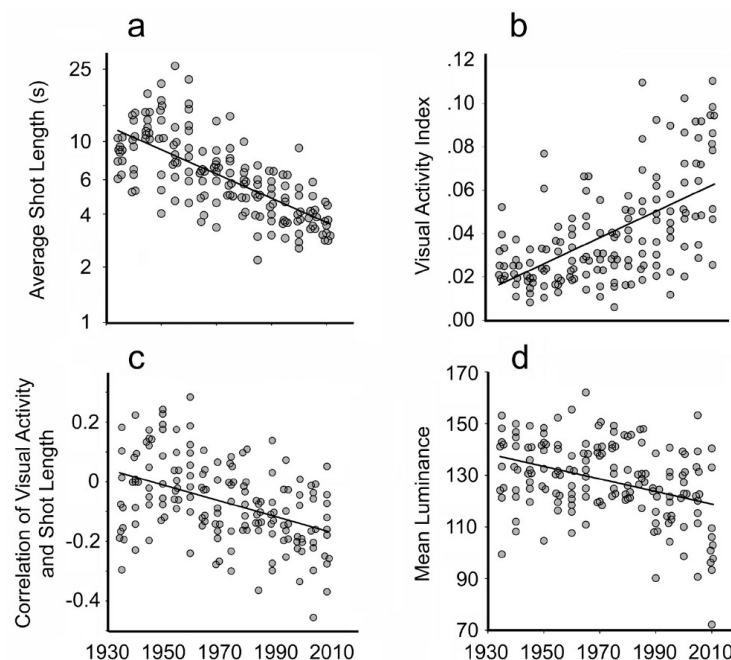 a
Average Shot Length (s)
25
10
6
4
2
1
b
Visual Activity Index
.12
.10
.08
.06
.04
.02
.00
c
Correlation of Visual Activity
and Shot Length
0.2
0
-0.2
-0.4
1930 1950 1970 1990 2010
d
Mean Luminance
170
150
130
110
90
70
1930 1950 1970 1990 2010